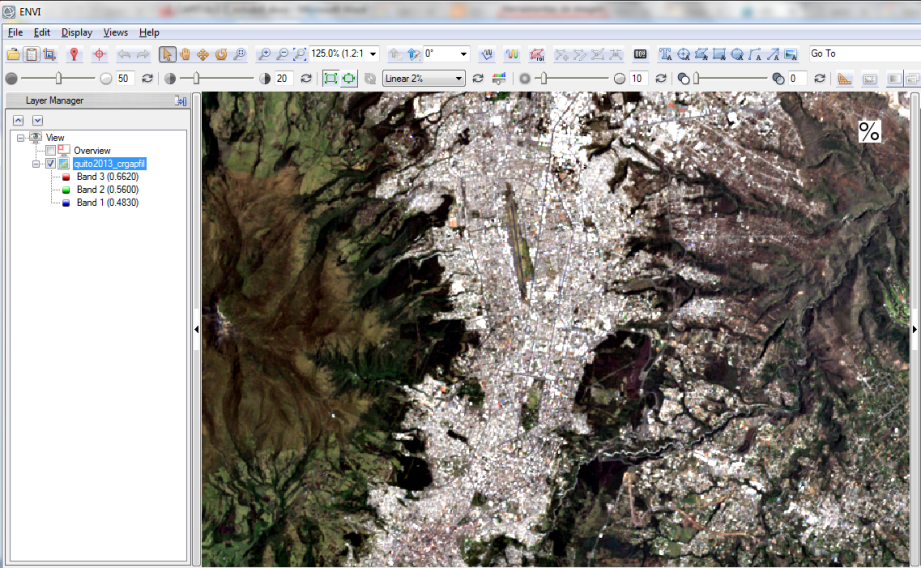 ENVI
File Edit Display Views Help
125.0% (1.2:1 0° Go To
50 20 Linear 2% 10 0
Layer Manager
View
Overview
quito2013_crgapfil
Band 3 (0.6620)
Band 2 (0.5600)
Band 1 (0.4830)
%